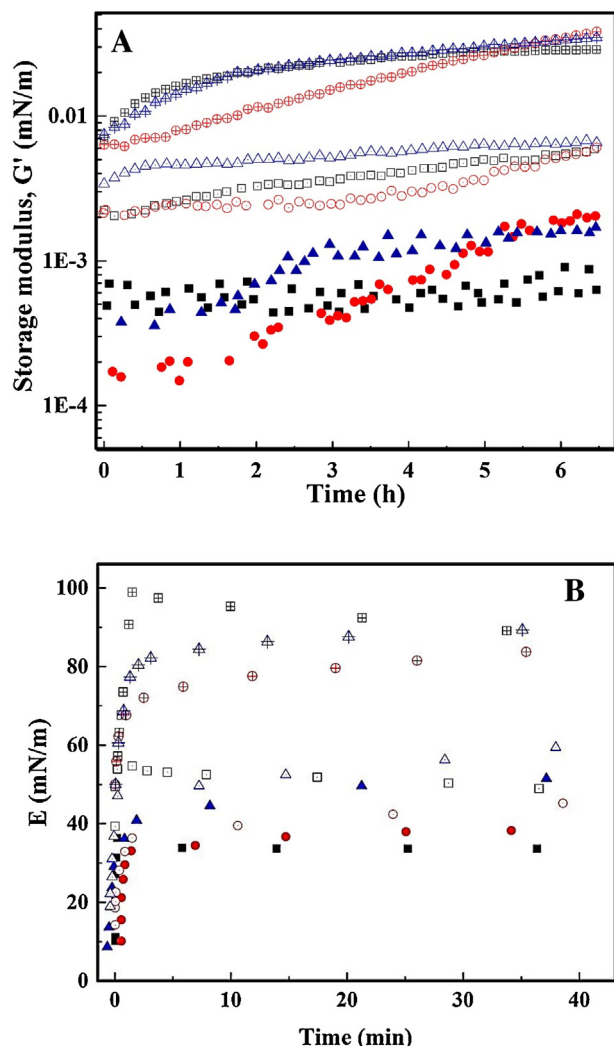 A
Storage modulus, G' (mN/m)
0.01
1E-3
1E-4
0 1 2 3 4 5 6
Time (h)
B
E (mN/m)
100
80
60
40
20
0
0 10 20 30 40
Time (min)